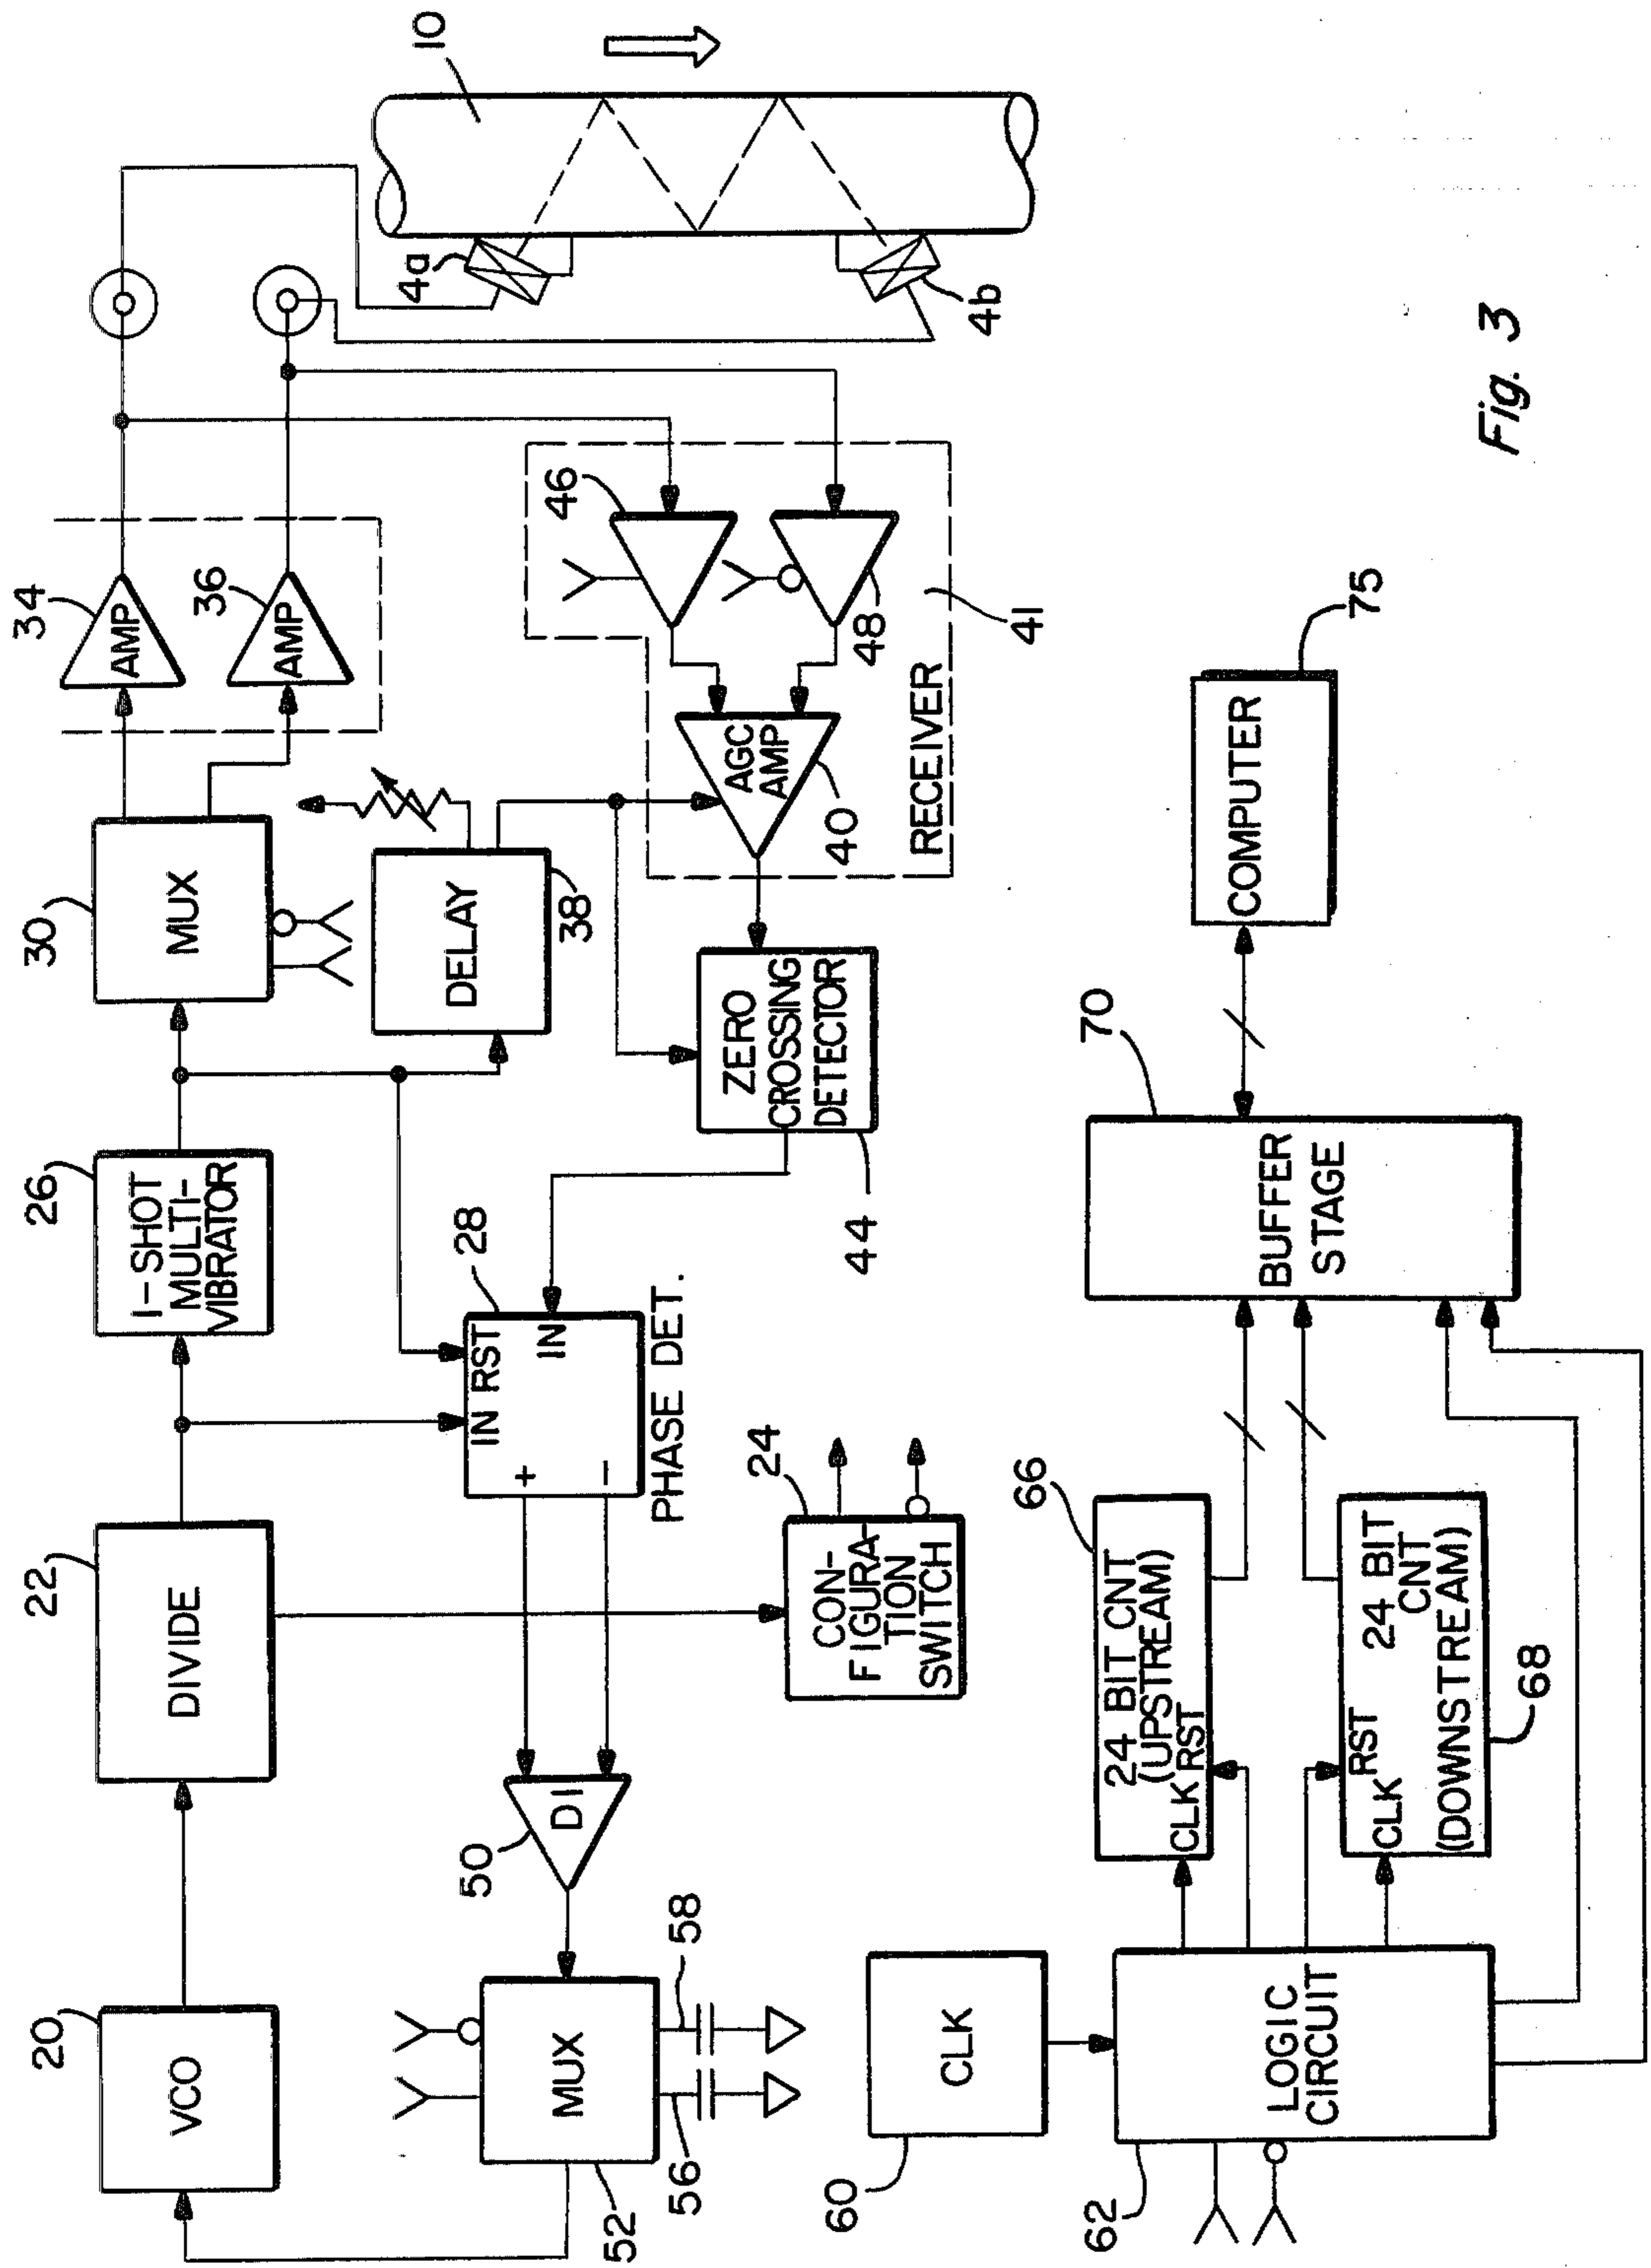 20
VCO
22
DIVIDE
26
1-SHOT
MULTI-
VIBRATOR
30
MUX
34
AMP
36
AMP
10
4a
4b
DELAY
38
46
48
AGC
AMP
40
RECEIVER
41
ZERO
CROSSING
DETECTOR
44
28
IN RST
IN
+
-
PHASE DET.
50
DI
MUX
52
56
58
24
CON-
FIGURA-
TION
SWITCH
60
CLK
62
LOGIC
CIRCUIT
66
24 BIT CNT
(UPSTREAM)
CLK RST
RST
CLK
24 BIT
CNT
(DOWNSTREAM)
68
70
BUFFER
STAGE
COMPUTER
75
Fig. 3